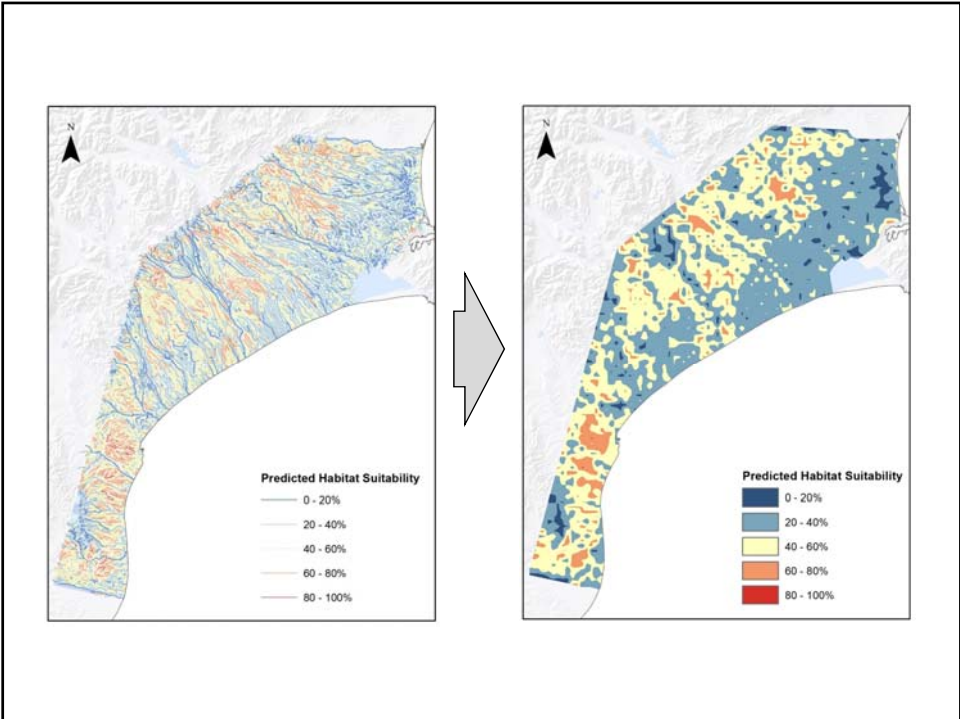 N
Predicted Habitat Suitability
0 - 20%
20 - 40%
40 - 60%
60 - 80%
80 - 100%
N
Predicted Habitat Suitability
0 - 20%
20 - 40%
40 - 60%
60 - 80%
80 - 100%